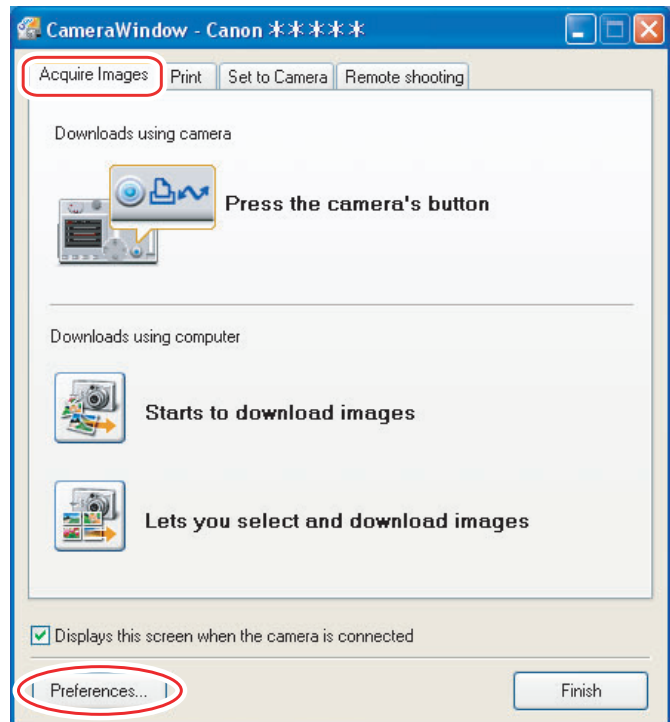 CameraWindow - Canon *****
Acquire Images Print Set to Camera Remote shooting
Downloads using camera
Press the camera's button
Downloads using computer
Starts to download images
Lets you select and download images
Displays this screen when the camera is connected
Preferences... Finish